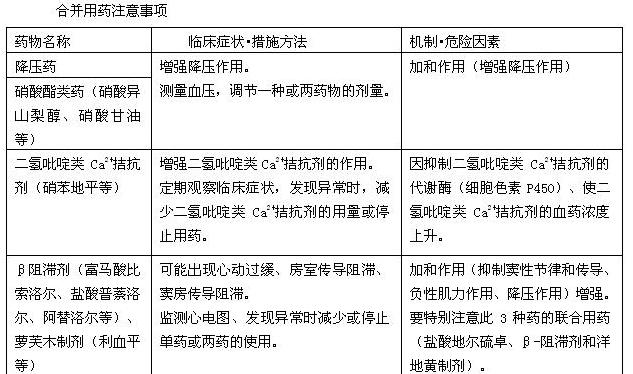 合并用药注意事项
药物名称
临床症状·措施方法
机制·危险因素
降压药
增强降压作用。
加和作用（增强降压作用）
硝酸酯类药（硝酸异
山梨醇、硝酸甘油
等）
测量血压，调节一种或两药物的剂量。
二氢吡啶类 Ca²⁺拮抗
剂（硝苯地平等）
增强二氢吡啶类 Ca²⁺拮抗剂的作用。
定期观察临床症状，发现异常时，减
少二氢吡啶类 Ca²⁺拮抗剂的用量或停
止用药。
因抑制二氢吡啶类 Ca²⁺拮抗剂的
代谢酶（细胞色素 P450）、使二
氢吡啶类 Ca²⁺拮抗剂的血药浓度
上升。
β阻滞剂（富马酸比
索洛尔、盐酸普萘洛
尔、阿替洛尔等）、
萝芙木制剂（利血平
等）
可能出现心动过缓、房室传导阻滞、
窦房传导阻滞。
监测心电图、发现异常时减少或停止
单药或两药的使用。
加和作用（抑制窦性节律和传导、
负性肌力作用、降压作用）增强。
要特别注意此 3 种药的联合用药
（盐酸地尔硫卓、β-阻滞剂和洋
地黄制剂）。